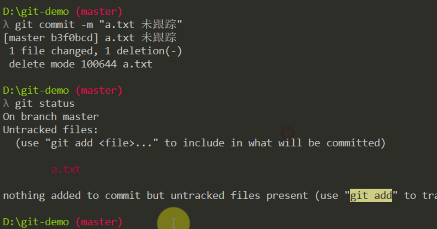 D:\git-demo (master)
λ git commit -m "a.txt 未跟踪"
[master b3f0bcd] a.txt 未跟踪
 1 file changed, 1 deletion(-)
 delete mode 100644 a.txt
D:\git-demo (master)
λ git status
On branch master
Untracked files:
  (use "git add <file>..." to include in what will be committed)
        a.txt
nothing added to commit but untracked files present (use "git add" to tra
D:\git-demo (master)